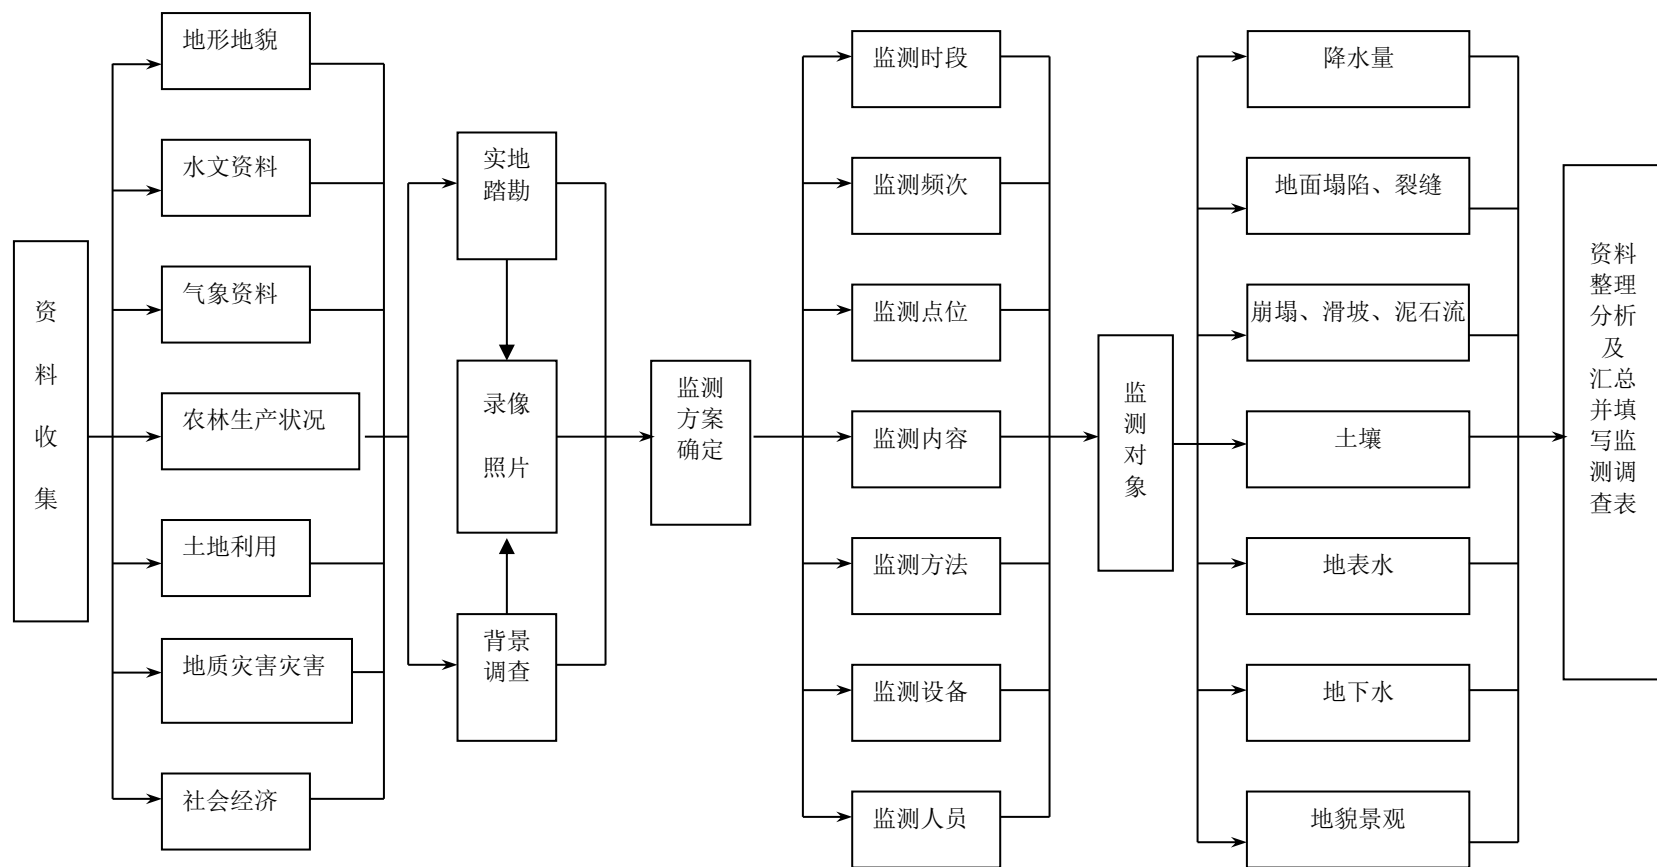 资
料
收
集
地形地貌
水文资料
气象资料
农林生产状况
土地利用
地质灾害灾害
社会经济
实地
踏勘
录像
照片
背景
调查
监测
方案
确定
监测时段
监测频次
监测点位
监测内容
监测方法
监测设备
监测人员
监
测
对
象
降水量
地面塌陷、裂缝
崩塌、滑坡、泥石流
土壤
地表水
地下水
地貌景观
资料
整理
分析
及
汇总
并填
写监
测调
查表